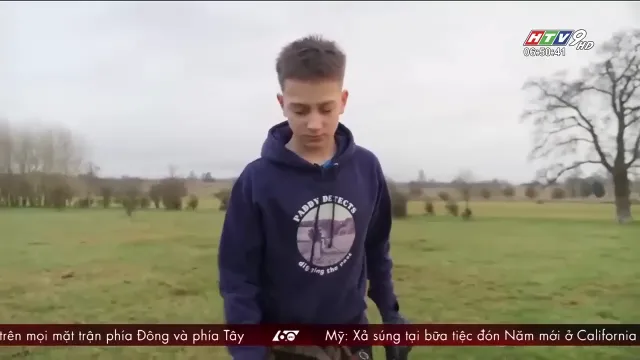 HTV9 HD
06:50:41
PADDY DETECTS
digging the past
trên mọi mặt trận phía Đông và phía Tây 60 Mỹ: Xả súng tại bữa tiệc đón Năm mới ở California